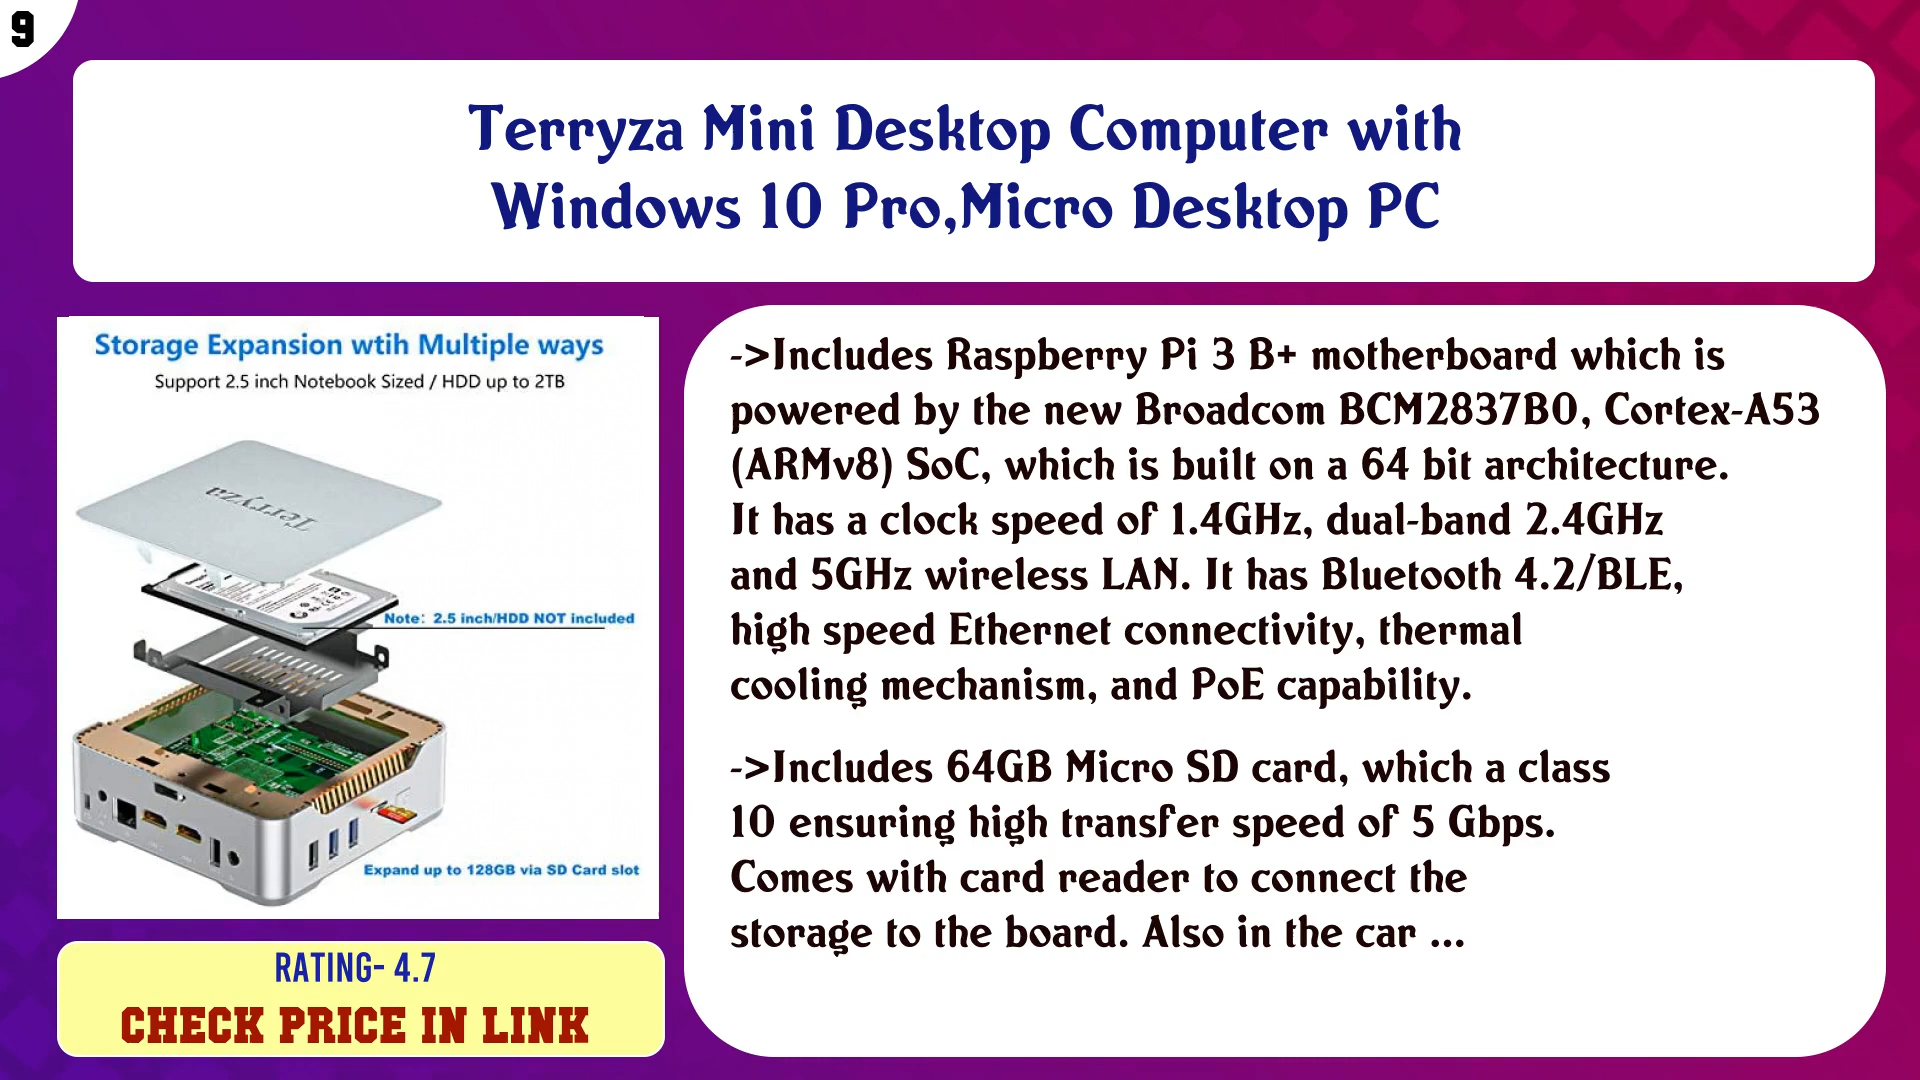 9
Terryza Mini Desktop Computer with
Windows 10 Pro,Micro Desktop PC
Storage Expansion wtih Multiple ways
Support 2.5 inch Notebook Sized / HDD up to 2TB
Terryza
Note: 2.5 inch/HDD NOT included
Expand up to 128GB via SD Card slot
RATING- 4.7
CHECK PRICE IN LINK
->Includes Raspberry Pi 3 B+ motherboard which is
powered by the new Broadcom BCM2837B0, Cortex-A53
(ARMv8) SoC, which is built on a 64 bit architecture.
It has a clock speed of 1.4GHz, dual-band 2.4GHz
and 5GHz wireless LAN. It has Bluetooth 4.2/BLE,
high speed Ethernet connectivity, thermal
cooling mechanism, and PoE capability.
->Includes 64GB Micro SD card, which a class
10 ensuring high transfer speed of 5 Gbps.
Comes with card reader to connect the
storage to the board. Also in the car ...